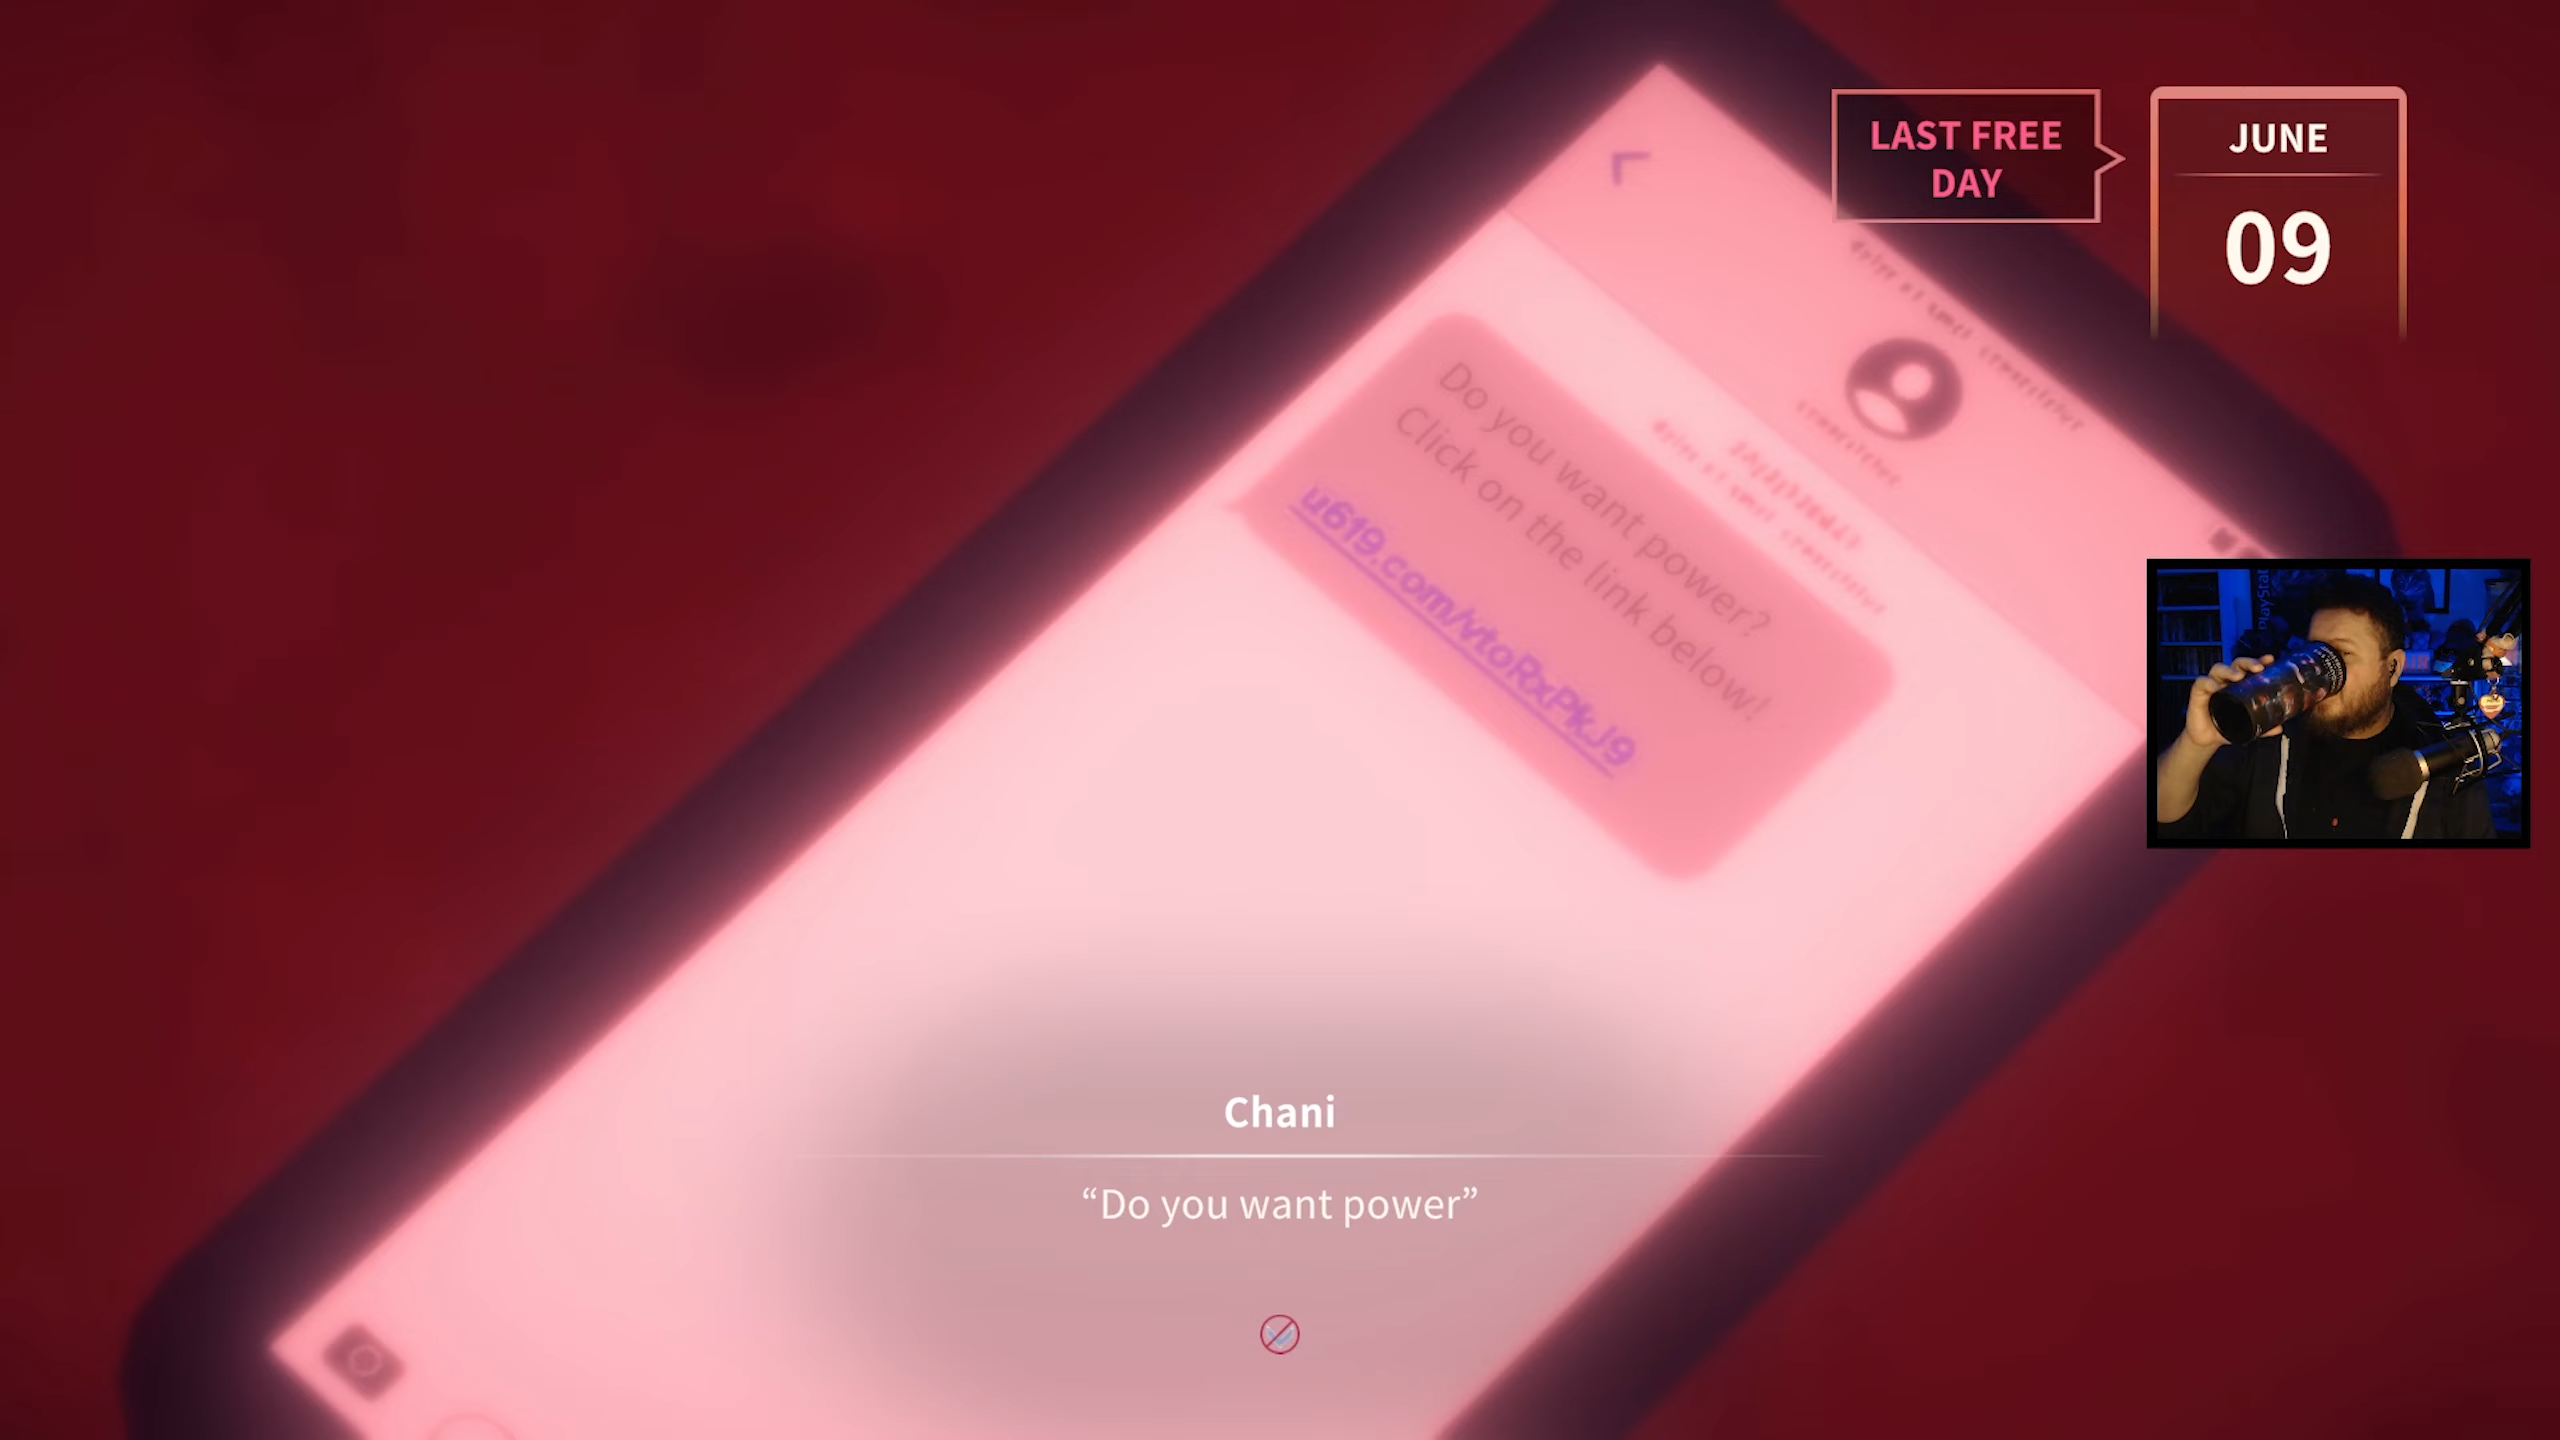 LAST FREE
DAY
JUNE
09
Do you want power?
Click on the link below!
u619.com/vtoRxPkJ9
Chani
“Do you want power”